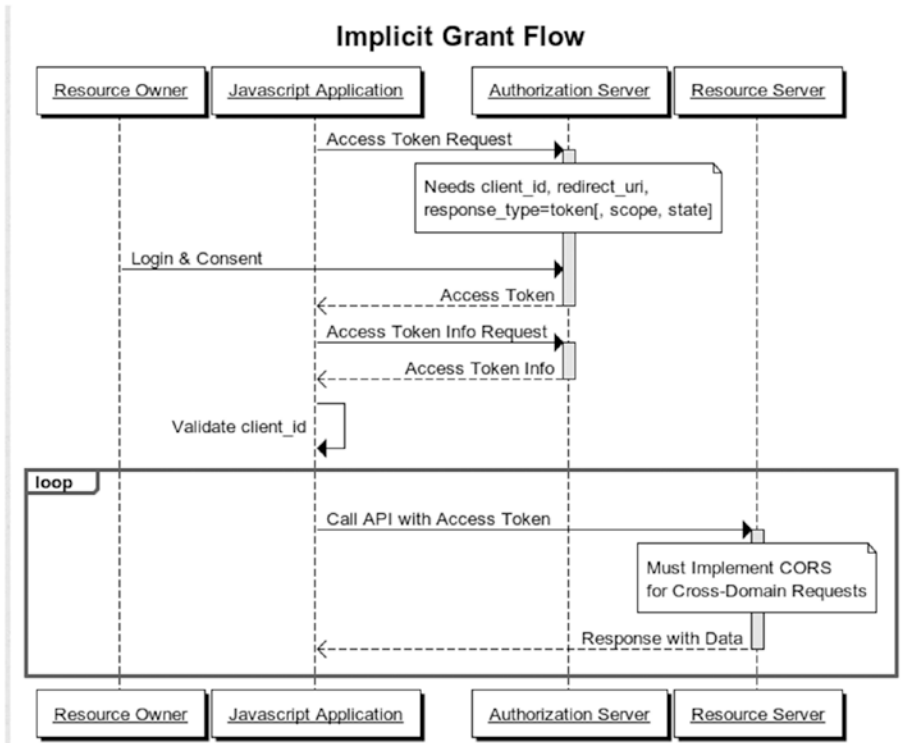 Implicit Grant Flow
Resource Owner
Javascript Application
Authorization Server
Resource Server
Access Token Request
Needs client_id, redirect_uri,
response_type=token[, scope, state]
Login & Consent
Access Token
Access Token Info Request
Access Token Info
Validate client_id
loop
Call API with Access Token
Must Implement CORS
for Cross-Domain Requests
Response with Data
Resource Owner
Javascript Application
Authorization Server
Resource Server